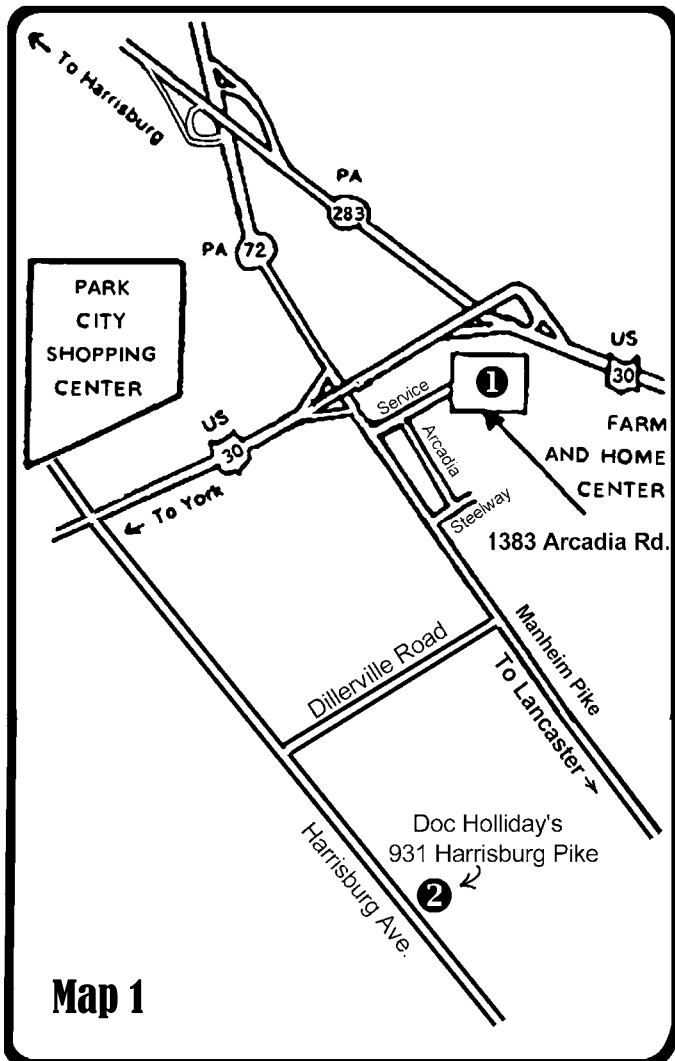 ← To Harrisburg
PA
283
PA 72
PARK
CITY
SHOPPING
CENTER
US
30
US
30
1
Service
Arcadia
FARM
AND HOME
CENTER
← To York
Steelway
1383 Arcadia Rd.
Manheim Pike
Dillerville Road
To Lancaster →
Doc Holliday's
931 Harrisburg Pike
2
Harrisburg Ave.
Map 1